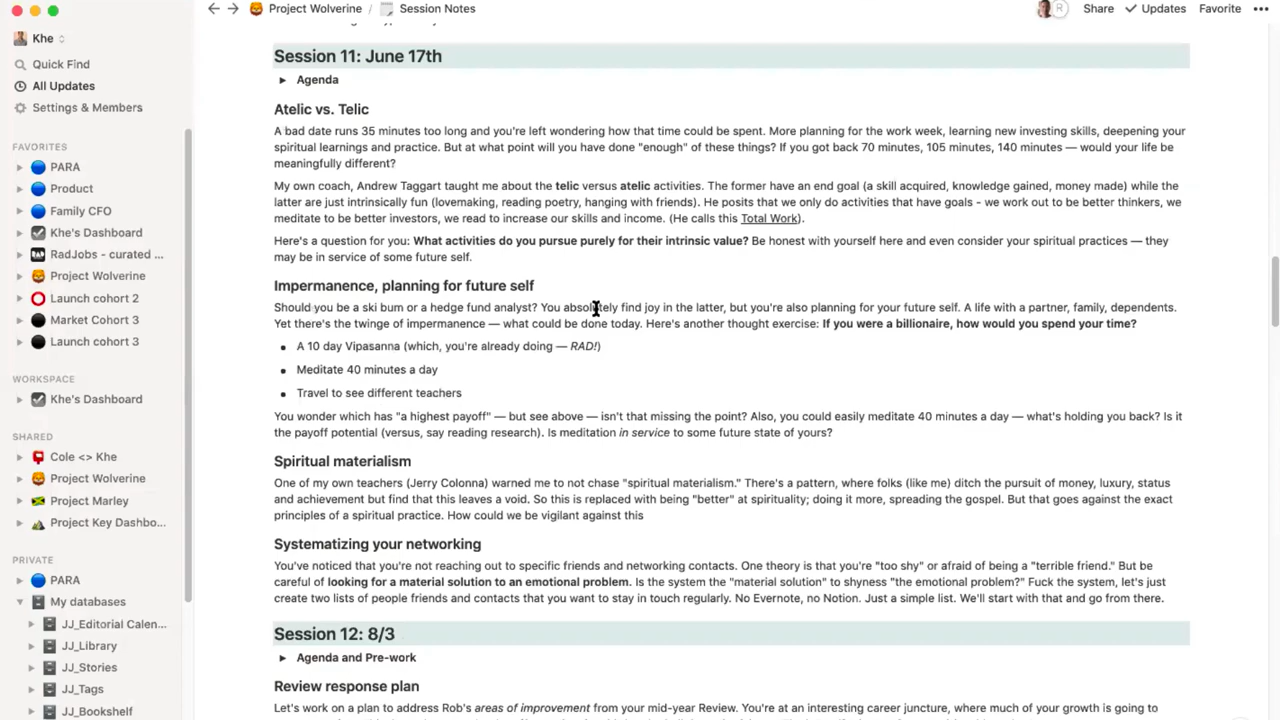 Project Wolverine / Session Notes
R Share Updates Favorite •••
Khe
Quick Find
All Updates
Settings & Members
FAVORITES
PARA
Product
Family CFO
Khe's Dashboard
RadJobs - curated ...
Project Wolverine
Launch cohort 2
Market Cohort 3
Launch cohort 3
WORKSPACE
Khe's Dashboard
SHARED
Cole <> Khe
Project Wolverine
Project Marley
Project Key Dashbo...
PRIVATE
PARA
My databases
JJ_Editorial Calen...
JJ_Library
JJ_Stories
JJ_Tags
JJ_Bookshelf
Session 11: June 17th
Agenda
Atelic vs. Telic
A bad date runs 35 minutes too long and you're left wondering how that time could be spent. More planning for the work week, learning new investing skills, deepening your
spiritual learnings and practice. But at what point will you have done "enough" of these things? If you got back 70 minutes, 105 minutes, 140 minutes — would your life be
meaningfully different?
My own coach, Andrew Taggart taught me about the telic versus atelic activities. The former have an end goal (a skill acquired, knowledge gained, money made) while the
latter are just intrinsically fun (lovemaking, reading poetry, hanging with friends). He posits that we only do activities that have goals - we work out to be better thinkers, we
meditate to be better investors, we read to increase our skills and income. (He calls this Total Work).
Here's a question for you: What activities do you pursue purely for their intrinsic value? Be honest with yourself here and even consider your spiritual practices — they
may be in service of some future self.
Impermanence, planning for future self
Should you be a ski bum or a hedge fund analyst? You absolutely find joy in the latter, but you're also planning for your future self. A life with a partner, family, dependents.
Yet there's the twinge of impermanence — what could be done today. Here's another thought exercise: If you were a billionaire, how would you spend your time?
• A 10 day Vipasanna (which, you're already doing — RAD!)
• Meditate 40 minutes a day
• Travel to see different teachers
You wonder which has "a highest payoff" — but see above — isn't that missing the point? Also, you could easily meditate 40 minutes a day — what's holding you back? Is it
the payoff potential (versus, say reading research). Is meditation in service to some future state of yours?
Spiritual materialism
One of my own teachers (Jerry Colonna) warned me to not chase "spiritual materialism." There's a pattern, where folks (like me) ditch the pursuit of money, luxury, status
and achievement but find that this leaves a void. So this is replaced with being "better" at spirituality; doing it more, spreading the gospel. But that goes against the exact
principles of a spiritual practice. How could we be vigilant against this
Systematizing your networking
You've noticed that you're not reaching out to specific friends and networking contacts. One theory is that you're "too shy" or afraid of being a "terrible friend." But be
careful of looking for a material solution to an emotional problem. Is the system the "material solution" to shyness "the emotional problem?" Fuck the system, let's just
create two lists of people friends and contacts that you want to stay in touch regularly. No Evernote, no Notion. Just a simple list. We'll start with that and go from there.
Session 12: 8/3
Agenda and Pre-work
Review response plan
Let's work on a plan to address Rob's areas of improvement from your mid-year Review. You're at an interesting career juncture, where much of your growth is going to